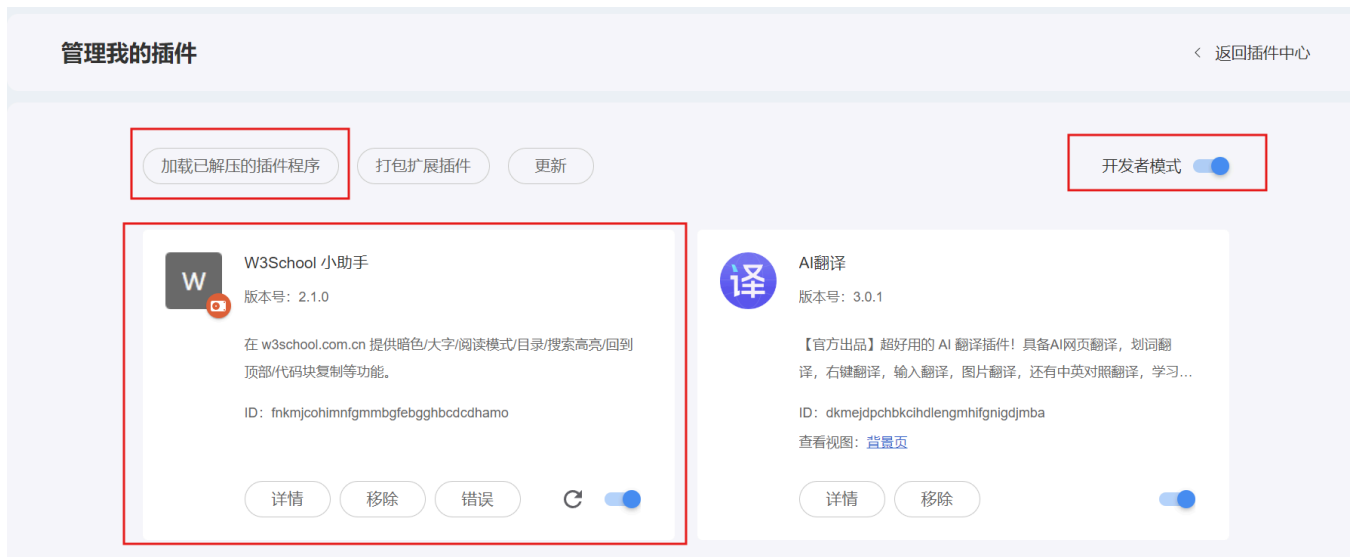 管理我的插件
返回插件中心
加载已解压的插件程序
打包扩展插件
更新
开发者模式
W
W3School 小助手
版本号：2.1.0
在 w3school.com.cn 提供暗色/大字/阅读模式/目录/搜索高亮/回到
顶部/代码块复制等功能。
ID：fnkmjcohimnfgmmbgfebgghbcdcdhamo
详情
移除
错误
译
AI翻译
版本号：3.0.1
【官方出品】超好用的 AI 翻译插件！具备AI网页翻译，划词翻
译，右键翻译，输入翻译，图片翻译，还有中英对照翻译，学习...
ID：dkmejdpchbkcihdlengmhifgnigdjmba
查看视图：背景页
详情
移除